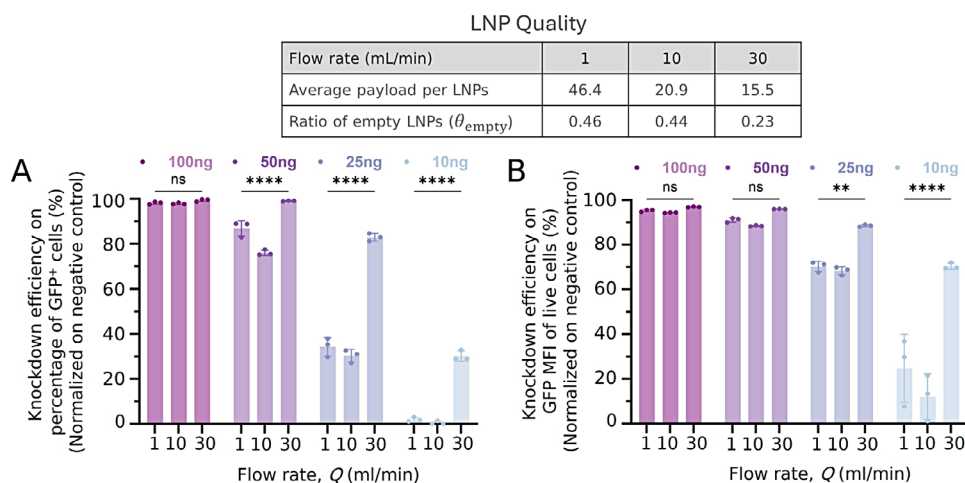 LNP Quality
Flow rate (mL/min) 1 10 30
Average payload per LNPs 46.4 20.9 15.5
Ratio of empty LNPs (θempty) 0.46 0.44 0.23
A
100ng 50ng 25ng 10ng
ns **** **** ****
Knockdown efficiency on
percentage of GFP+ cells (%)
(Normalized on negative control)
100
80
60
40
20
0
1 10 30 1 10 30 1 10 30 1 10 30
Flow rate, Q (ml/min)
B
100ng 50ng 25ng 10ng
ns ns ** ****
Knockdown efficiency on
GFP MFI of live cells (%)
(Normalized on negative control)
100
80
60
40
20
0
1 10 30 1 10 30 1 10 30 1 10 30
Flow rate, Q (ml/min)